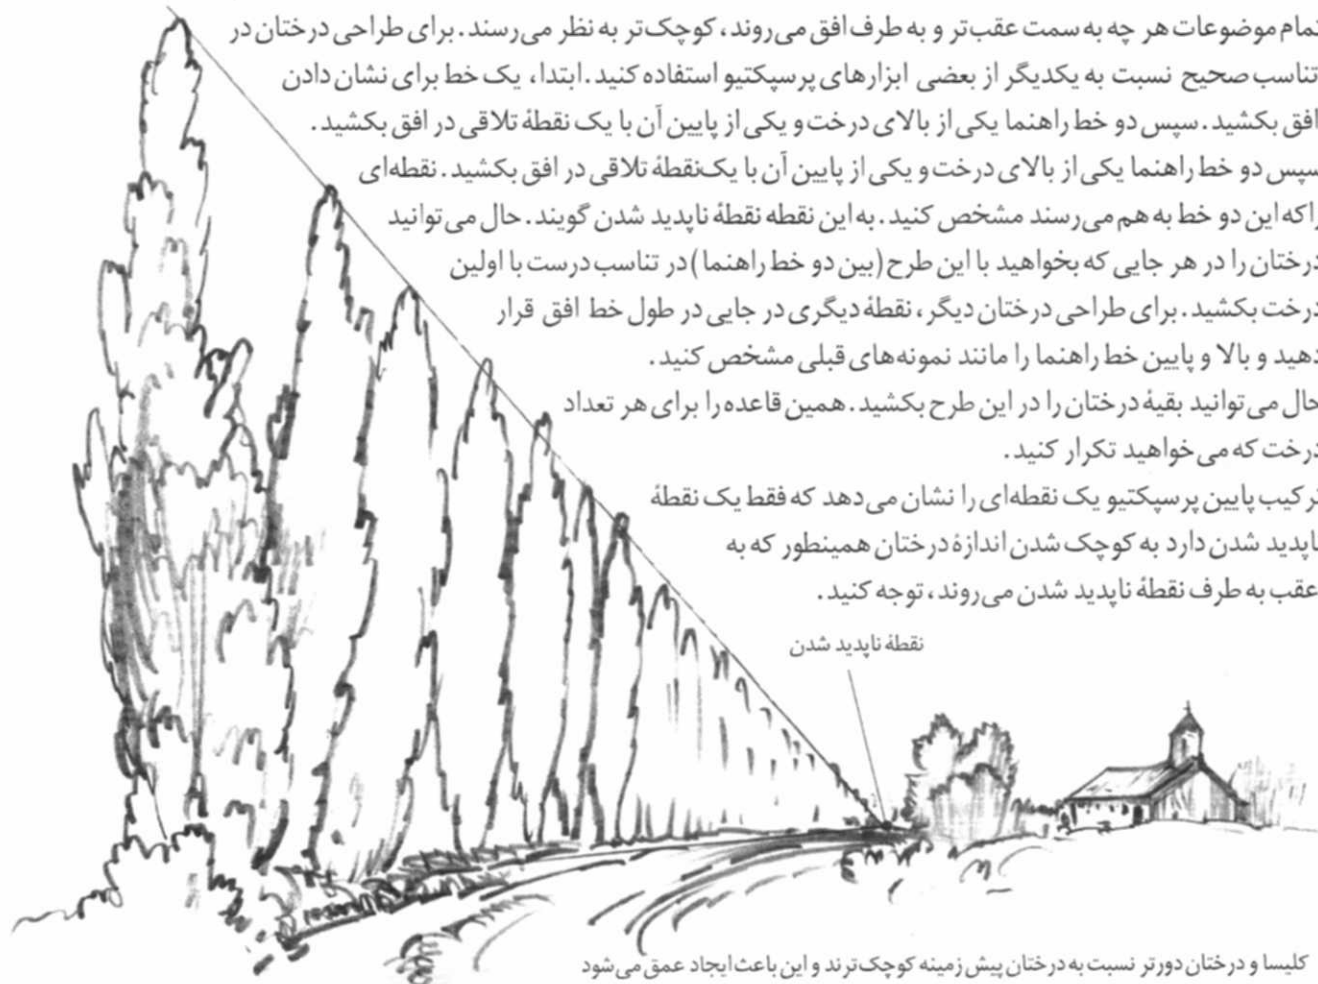 تمام موضوعات هر چه به سمت عقب‌تر و به طرف افق می‌روند، کوچک‌تر به نظر می‌رسند. برای طراحی درختان در
تناسب صحیح نسبت به یکدیگر از بعضی ابزارهای پرسپکتیو استفاده کنید. ابتدا، یک خط برای نشان دادن
افق بکشید. سپس دو خط راهنما یکی از بالای درخت و یکی از پایین آن با یک نقطهٔ تلاقی در افق بکشید.
سپس دو خط راهنما یکی از بالای درخت و یکی از پایین آن با یک‌نقطهٔ تلاقی در افق بکشید. نقطه‌ای
را که این دو خط به هم می‌رسند مشخص کنید. به این نقطه نقطهٔ ناپدید شدن گویند. حال می‌توانید
درختان را در هر جایی که بخواهید با این طرح (بین دو خط راهنما) در تناسب درست با اولین
درخت بکشید. برای طراحی درختان دیگر، نقطهٔ دیگری در جایی در طول خط افق قرار
دهید و بالا و پایین خط راهنما را مانند نمونه‌های قبلی مشخص کنید.
حال می‌توانید بقیهٔ درختان را در این طرح بکشید. همین قاعده را برای هر تعداد
درخت که می‌خواهید تکرار کنید.
ترکیب پایین پرسپکتیو یک نقطه‌ای را نشان می‌دهد که فقط یک نقطهٔ
ناپدید شدن دارد به کوچک شدن اندازهٔ درختان همینطور که به
عقب به طرف نقطهٔ ناپدید شدن می‌روند، توجه کنید.
نقطهٔ ناپدید شدن
کلیسا و درختان دورتر نسبت به درختان پیش زمینه کوچک‌ترند و این باعث ایجاد عمق می‌شود